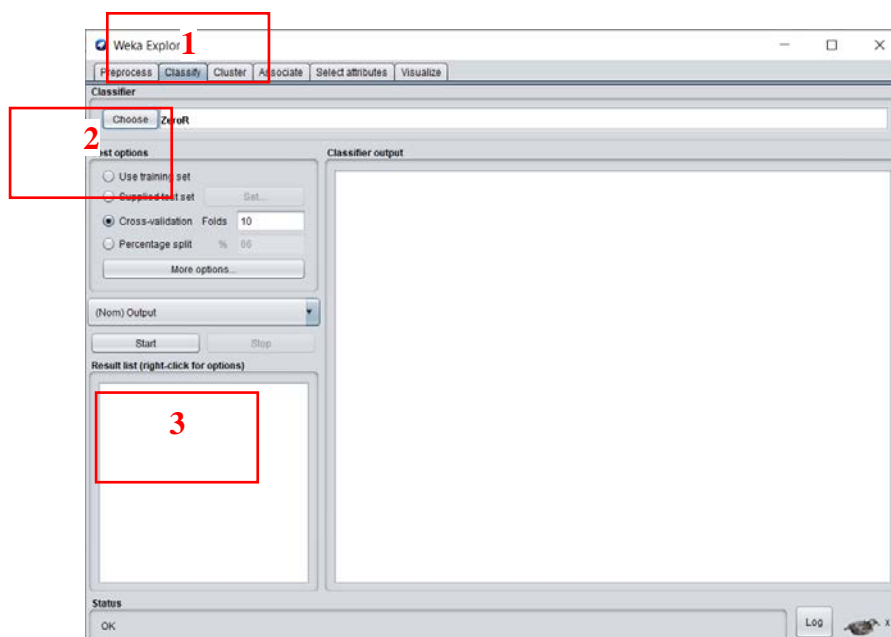 Weka Explor
1
Preprocess Classify Cluster Associate Select attributes Visualize
Classifier
Choose ZeroR
2
est options
Classifier output
Use training set
Supplied test set Set...
Cross-validation Folds 10
Percentage split % 66
More options...
(Nom) Output
Start Stop
Result list (right-click for options)
3
Status
OK
Log
x